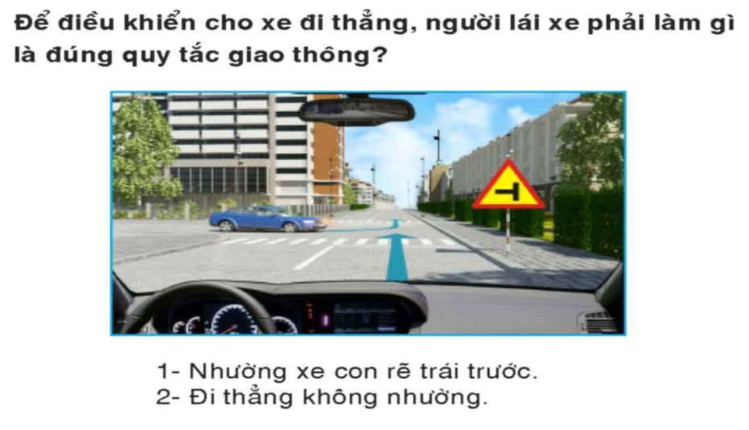 Để điều khiển cho xe đi thẳng, người lái xe phải làm gì
là đúng quy tắc giao thông?
1- Nhường xe con rẽ trái trước.
2- Đi thẳng không nhường.